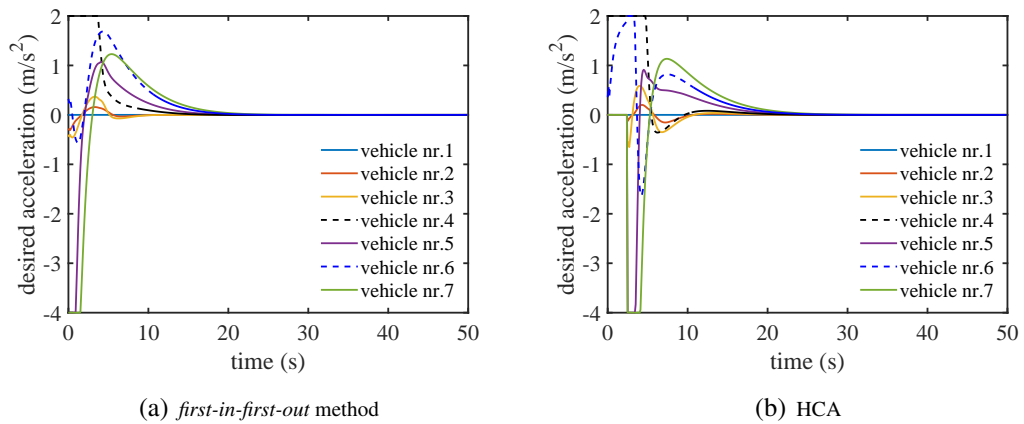 desired acceleration (m/s²)
2
1
0
-1
-2
-3
-4
0
10
20
30
40
50
time (s)
vehicle nr.1
vehicle nr.2
vehicle nr.3
vehicle nr.4
vehicle nr.5
vehicle nr.6
vehicle nr.7
(a) first-in-first-out method
desired acceleration (m/s²)
2
1
0
-1
-2
-3
-4
0
10
20
30
40
50
time (s)
vehicle nr.1
vehicle nr.2
vehicle nr.3
vehicle nr.4
vehicle nr.5
vehicle nr.6
vehicle nr.7
(b) HCA